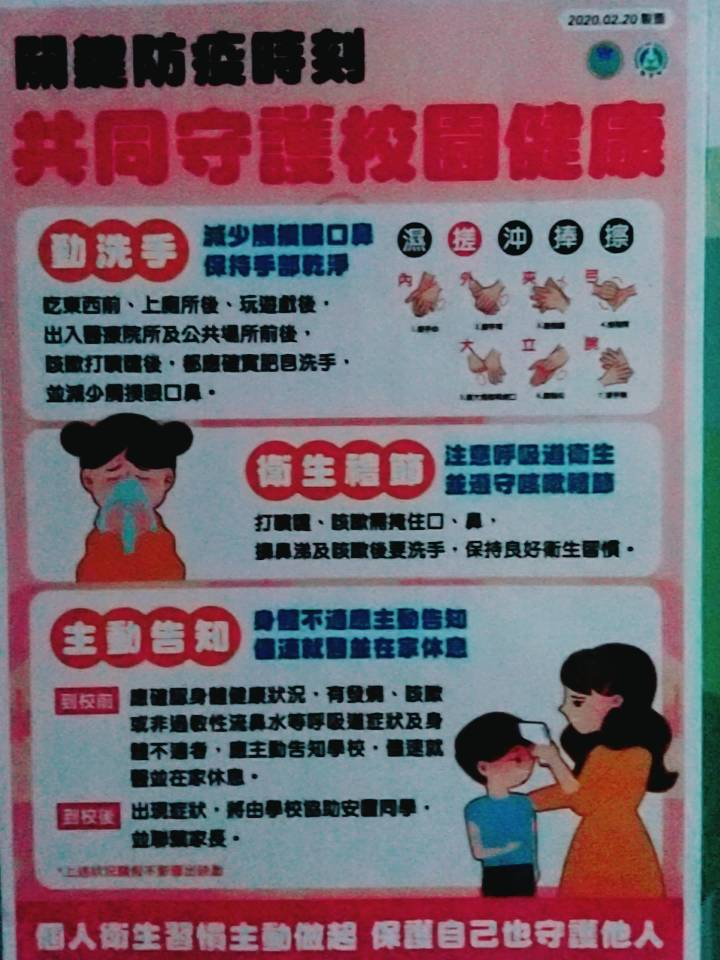 2020.02.20 製
關鍵防疫時刻
共同守護校園健康
勤洗手
減少觸摸眼口鼻
保持手部乾淨
濕 搓 沖 捧 擦
吃東西前、上廁所後、玩遊戲後，
出入醫療院所及公共場所前後，
咳嗽打噴嚏後，都應確實肥皂洗手，
並減少觸摸眼口鼻。
內 外 夾 弓
大 立 腕
衛生禮節
注意呼吸道衛生
並遵守咳嗽禮節
打噴嚏、咳嗽需掩住口、鼻，
擤鼻涕及咳嗽後要洗手，保持良好衛生習慣。
主動告知
身體不適應主動告知
儘速就醫並在家休息
到校前
應確認身體健康狀況，有發燒、咳嗽
或非過敏性流鼻水等呼吸道症狀及身
體不適者，應主動告知學校，儘速就
醫並在家休息。
到校後
出現症狀，將由學校協助安置同學，
並聯繫家長。
*上述狀況請假不影響出缺勤
個人衛生習慣主動做起 保護自己也守護他人